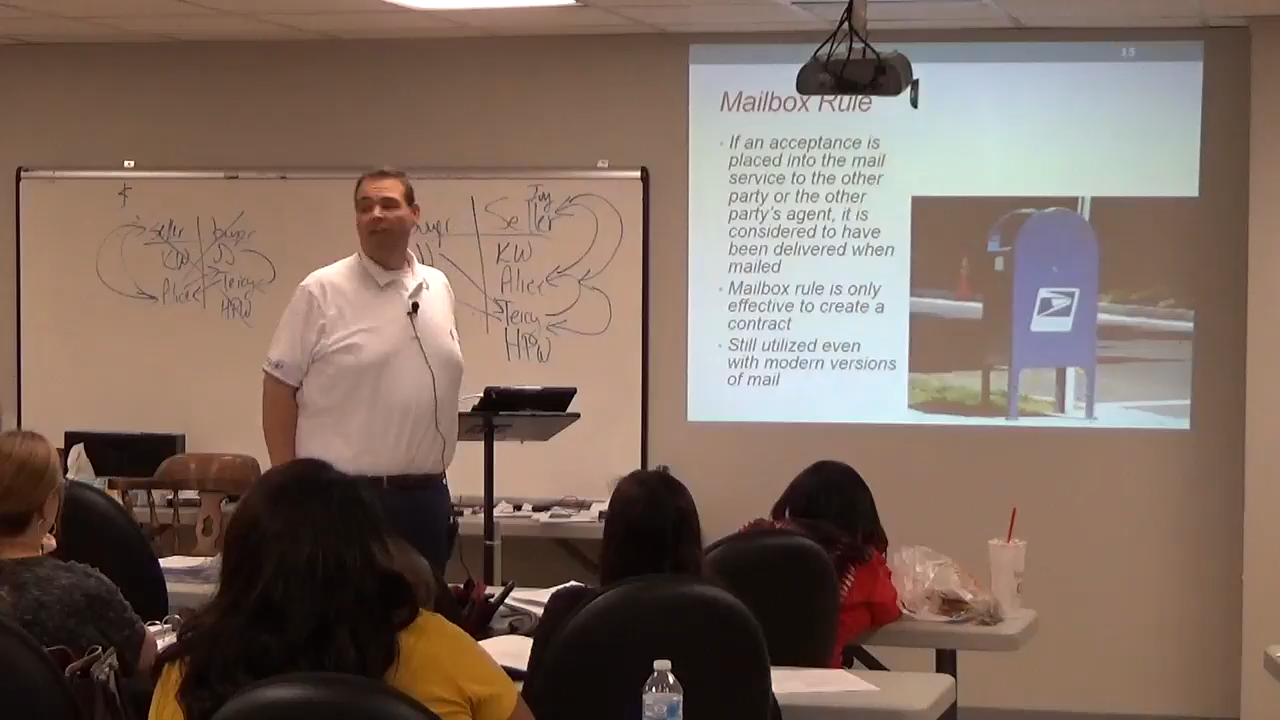 15
Mailbox Rule
If an acceptance is
placed into the mail
service to the other
party or the other
party's agent, it is
considered to have
been delivered when
mailed
Mailbox rule is only
effective to create a
contract
Still utilized even
with modern versions
of mail
seller buyer
KW JJ
Alice Terry
HPW
Seller
KW
Alice
Terry
HPW